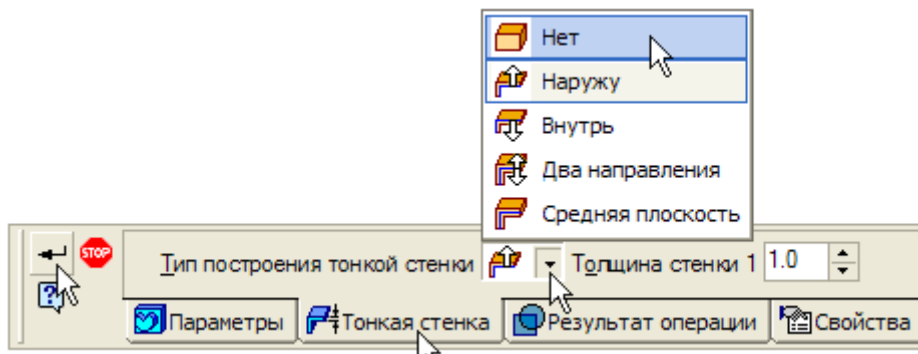 Нет
Наружу
Внутрь
Два направления
Средняя плоскость
STOP
Тип построения тонкой стенки
Толщина стенки 1 1.0
Параметры
Тонкая стенка
Результат операции
Свойства